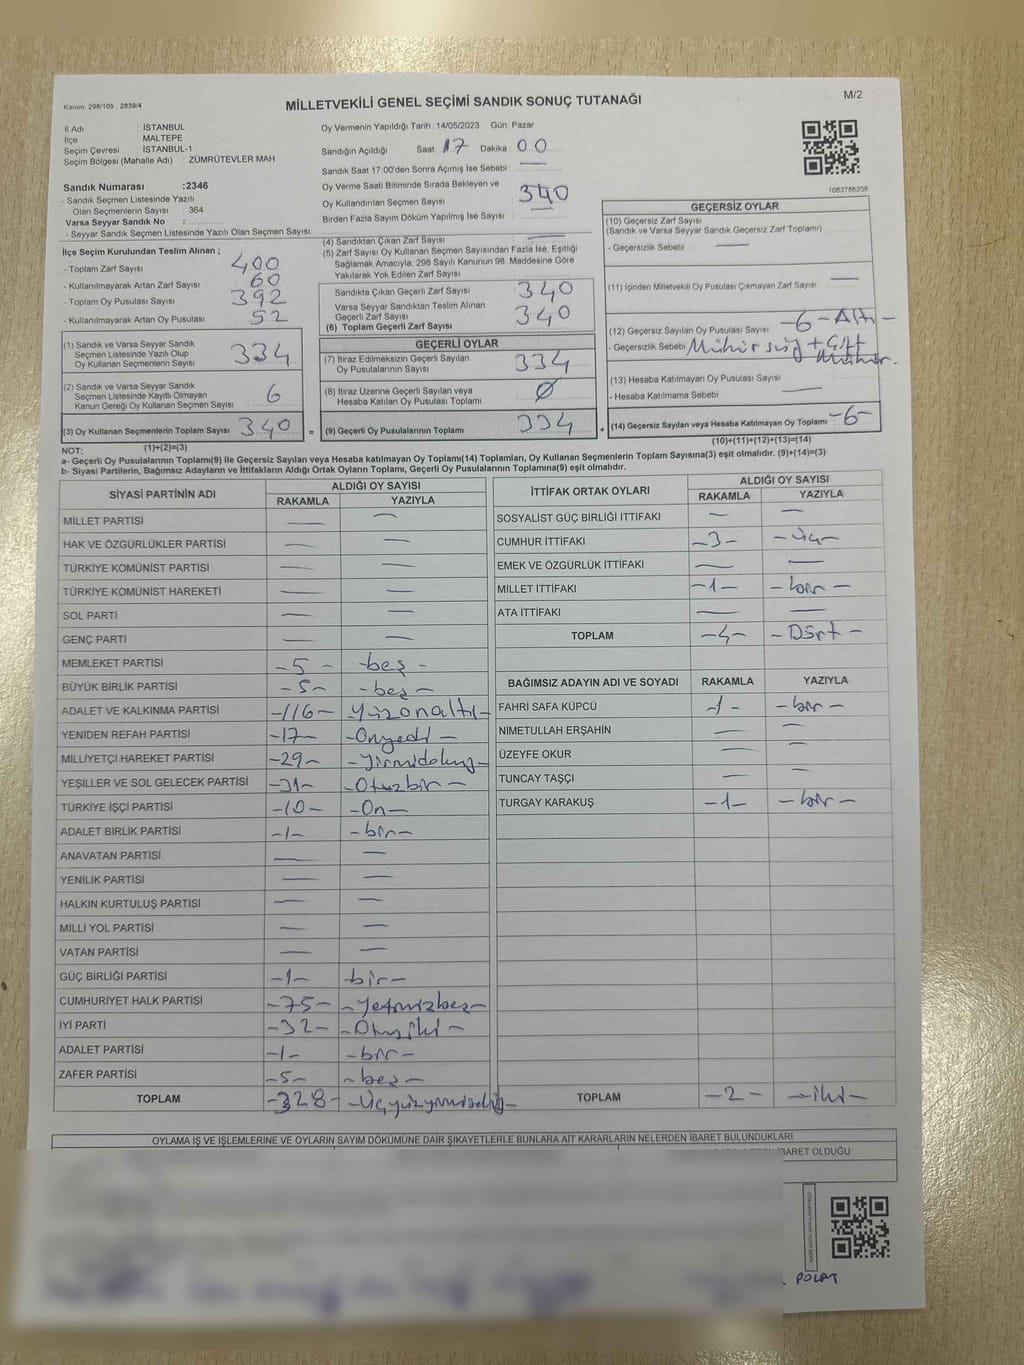 Kanun: 298/105 , 2839/4
MİLLETVEKİLİ GENEL SEÇİMİ SANDIK SONUÇ TUTANAĞI
M/2
İl Adı : İSTANBUL
İlçe : MALTEPE
Seçim Çevresi : İSTANBUL-1
Seçim Bölgesi (Mahalle Adı) : ZÜMRÜTEVLER MAH
Sandık Numarası :2346
- Sandık Seçmen Listesinde Yazılı
Olan Seçmenlerin Sayısı : 364
Varsa Seyyar Sandık No :
- Seyyar Sandık Seçmen Listesinde Yazılı Olan Seçmen Sayısı:
Oy Vermenin Yapıldığı Tarih :14/05/2023 Gün: Pazar
Sandığın Açıldığı Saat 17 Dakika: 00
Sandık Saat 17:00'den Sonra Açımış İse Sebebi : —
Oy Verme Saati Bitiminde Sırada Bekleyen ve
Oy Kullandırılan Seçmen Sayısı : 340
Birden Fazla Sayım Döküm Yapılmış İse Sayısı : —
1083786208
İlçe Seçim Kurulundan Teslim Alınan ;
- Toplam Zarf Sayısı 400
- Kullanılmayarak Artan Zarf Sayısı 60
- Toplam Oy Pusulası Sayısı 392
- Kullanılmayarak Artan Oy Pusulası 52
(4) Sandıktan Çıkan Zarf Sayısı —
(5) Zarf Sayısı Oy Kullanan Seçmen Sayısından Fazla İse, Eşitliği
Sağlamak Amacıyla, 298 Sayılı Kanunun 98. Maddesine Göre
Yakılarak Yok Edilen Zarf Sayısı :
Sandıkta Çıkan Geçerli Zarf Sayısı 340
Varsa Seyyar Sandıktan Teslim Alınan
Geçerli Zarf Sayısı 340
(6) Toplam Geçerli Zarf Sayısı
GEÇERSİZ OYLAR
(10) Geçersiz Zarf Sayısı
(Sandık ve Varsa Seyyar Sandık Geçersiz Zarf Toplamı)
- Geçersizlik Sebebi : —
(11) İçinden Milletvekili Oy Pusulası Çıkmayan Zarf Sayısı : —
(12) Geçersiz Sayılan Oy Pusulası Sayısı -6-Altı-
- Geçersizlik Sebebi Mühürsüz + Çift
Mühür.
(13) Hesaba Katılmayan Oy Pusulası Sayısı
- Hesaba Katılmama Sebebi —
(14) Geçersiz Sayılan veya Hesaba Katılmayan Oy Toplamı -6-
(10)+(11)+(12)+(13)=(14)
(1) Sandık ve Varsa Seyyar Sandık
Seçmen Listesinde Yazılı Olup
Oy Kullanan Seçmenlerin Sayısı 334
(2) Sandık ve Varsa Seyyar Sandık
Seçmen Listesinde Kayıtlı Olmayan
Kanun Gereği Oy Kullanan Seçmen Sayısı 6
(3) Oy Kullanan Seçmenlerin Toplam Sayısı 340 =
(1)+(2)=(3)
GEÇERLİ OYLAR
(7) İtiraz Edilmeksizin Geçerli Sayılan
Oy Pusulalarının Sayısı 334
(8) İtiraz Üzerine Geçerli Sayılan veya
Hesaba Katılan Oy Pusulası Toplamı Ø
(9) Geçerli Oy Pusulalarının Toplamı 334 +
NOT:
a- Geçerli Oy Pusulalarının Toplamı(9) ile Geçersiz Sayılan veya Hesaba katılmayan Oy Toplamı(14) Toplamları, Oy Kullanan Seçmenlerin Toplam Sayısına(3) eşit olmalıdır. (9)+(14)=(3)
b- Siyasi Partilerin, Bağımsız Adayların ve İttifakların Aldığı Ortak Oyların Toplamı, Geçerli Oy Pusulalarının Toplamına(9) eşit olmalıdır.
SİYASİ PARTİNİN ADI ALDIĞI OY SAYISI
RAKAMLA YAZIYLA
MİLLET PARTİSİ — —
HAK VE ÖZGÜRLÜKLER PARTİSİ — —
TÜRKİYE KOMÜNİST PARTİSİ — —
TÜRKİYE KOMÜNİST HAREKETİ — —
SOL PARTİ — —
GENÇ PARTİ — —
MEMLEKET PARTİSİ -5- -beş-
BÜYÜK BİRLİK PARTİSİ -5- -beş-
ADALET VE KALKINMA PARTİSİ -116- Yüzonaltı-
YENİDEN REFAH PARTİSİ -17- -Onyedi-
MİLLİYETÇİ HAREKET PARTİSİ -29- -Yirmidokuz-
YEŞİLLER VE SOL GELECEK PARTİSİ -31- -Otuzbir-
TÜRKİYE İŞÇİ PARTİSİ -10- -On-
ADALET BİRLİK PARTİSİ -1- -bir-
ANAVATAN PARTİSİ — —
YENİLİK PARTİSİ — —
HALKIN KURTULUŞ PARTİSİ — —
MİLLİ YOL PARTİSİ — —
VATAN PARTİSİ — —
GÜÇ BİRLİĞİ PARTİSİ -1- bir-
CUMHURİYET HALK PARTİSİ -75- -Yetmişbeş-
İYİ PARTİ -32- -Otuziki-
ADALET PARTİSİ -1- -bir-
ZAFER PARTİSİ -5- -beş-
TOPLAM -328- -Üçyüzyirmisekiz-
İTTİFAK ORTAK OYLARI ALDIĞI OY SAYISI
RAKAMLA YAZIYLA
SOSYALİST GÜÇ BİRLİĞİ İTTİFAKI — —
CUMHUR İTTİFAKI -3- -Üç-
EMEK VE ÖZGÜRLÜK İTTİFAKI — —
MİLLET İTTİFAKI -1- -bir-
ATA İTTİFAKI — —
TOPLAM -4- -Dört-
BAĞIMSIZ ADAYIN ADI VE SOYADI RAKAMLA YAZIYLA
FAHRİ SAFA KÜPCÜ -1- -bir-
NİMETULLAH ERŞAHİN — —
ÜZEYFE OKUR — —
TUNCAY TAŞÇI — —
TURGAY KARAKUŞ -1- -bir-
TOPLAM -2- -iki-
OYLAMA İŞ VE İŞLEMLERİNE VE OYLARIN SAYIM DÖKÜMÜNE DAİR ŞİKAYETLERLE BUNLARA AİT KARARLARIN NELERDEN İBARET BULUNDUKLARI
İBARET OLDUĞU
POLAT